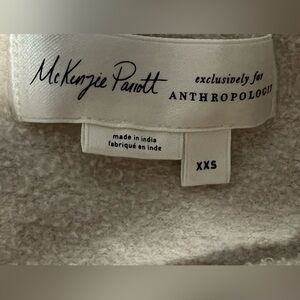 McKenzie Parrott
exclusively for
ANTHROPOLOGIE
made in india
fabriqué en inde
XXS